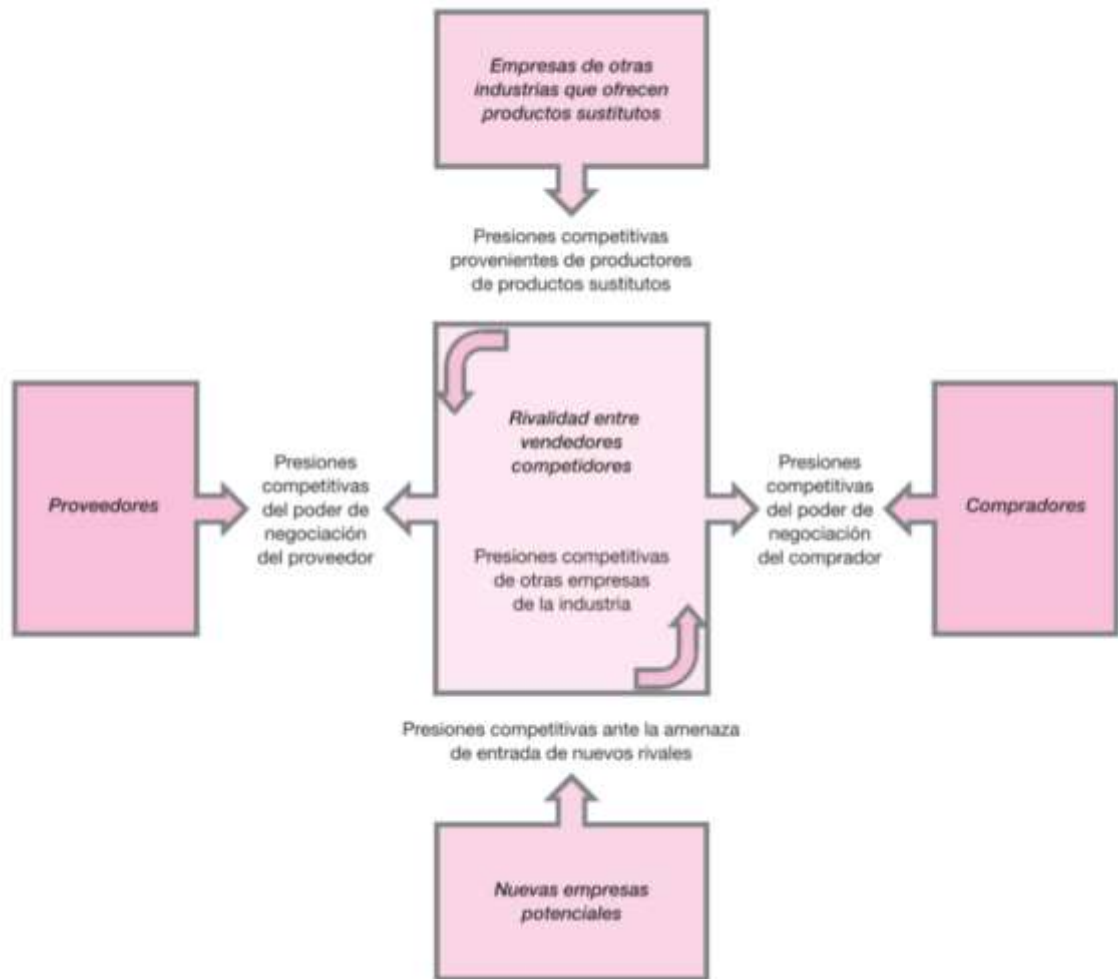 Empresas de otras
industrias que ofrecen
productos sustitutos
Presiones competitivas
provenientes de productores
de productos sustitutos
Proveedores
Presiones
competitivas
del poder de
negociación
del proveedor
Rivalidad entre
vendedores
competidores
Presiones competitivas
de otras empresas
de la industria
Presiones
competitivas
del poder de
negociación
del comprador
Compradores
Presiones competitivas ante la amenaza
de entrada de nuevos rivales
Nuevas empresas
potenciales